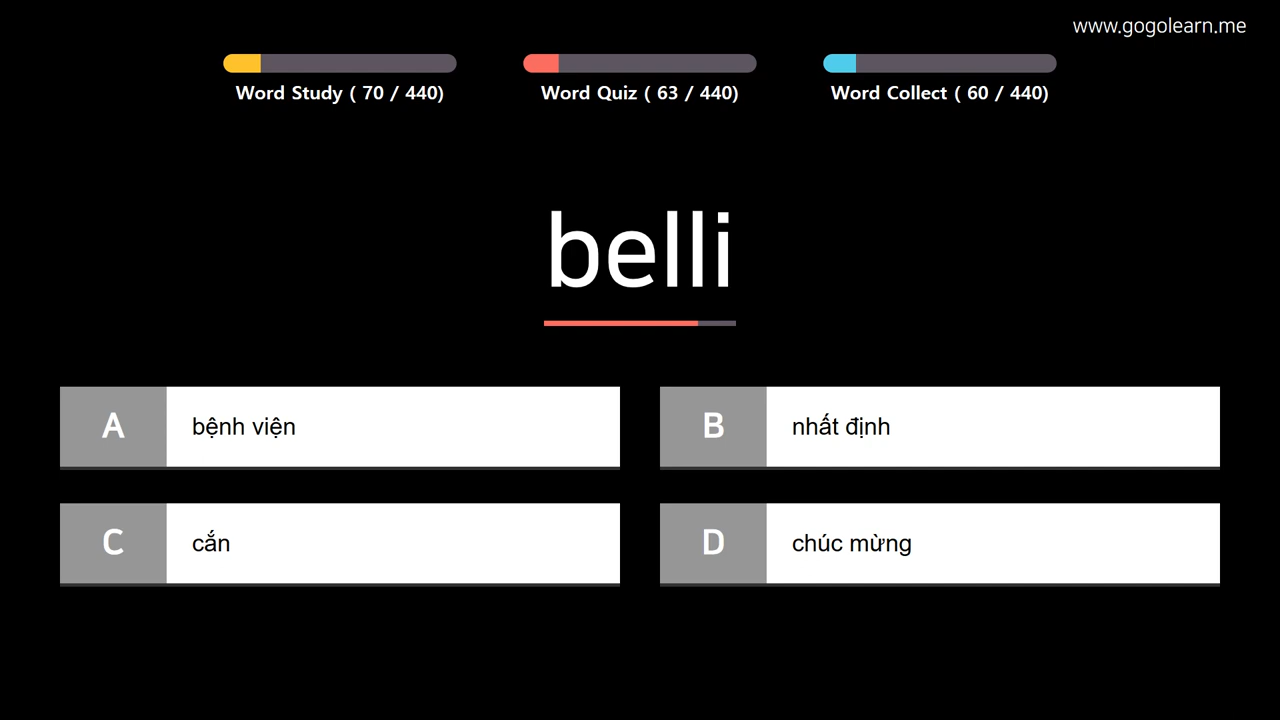 www.gogolearn.me
Word Study ( 70 / 440)
Word Quiz ( 63 / 440)
Word Collect ( 60 / 440)
belli
A bệnh viện
B nhất định
C cắn
D chúc mừng